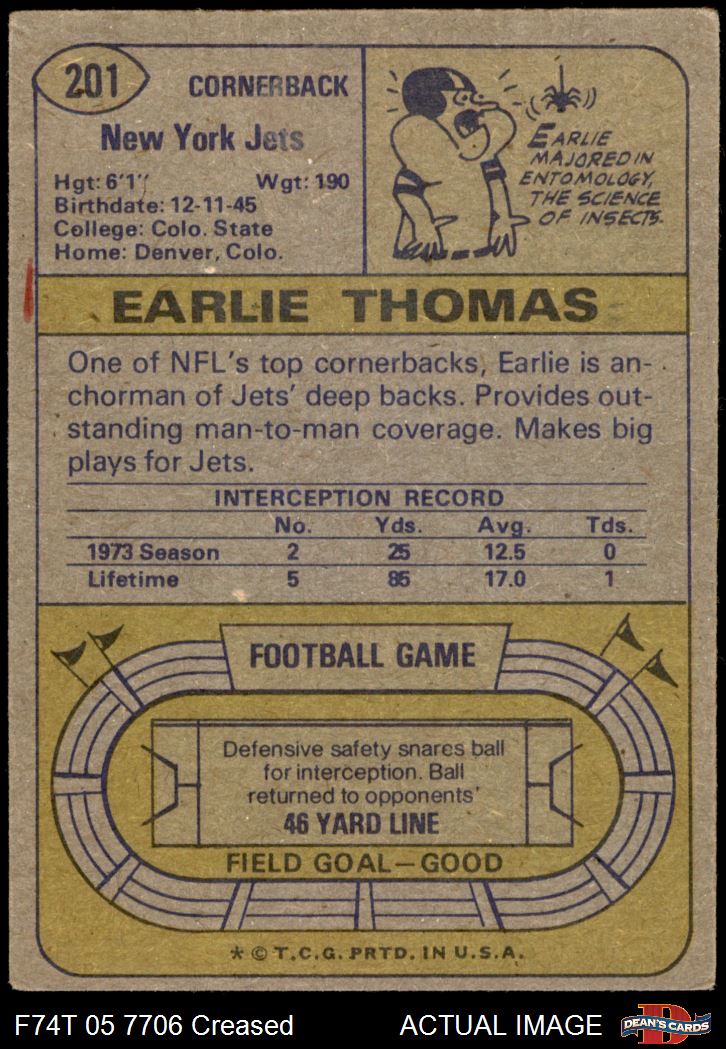 201
CORNERBACK
New York Jets
Hgt: 6'1" Wgt: 190
Birthdate: 12-11-45
College: Colo. State
Home: Denver, Colo.
EARLIE
MAJORED IN
ENTOMOLOGY,
THE SCIENCE
OF INSECTS.
EARLIE THOMAS
One of NFL's top cornerbacks, Earlie is an-
chorman of Jets' deep backs. Provides out-
standing man-to-man coverage. Makes big
plays for Jets.
INTERCEPTION RECORD
No. Yds. Avg. Tds.
1973 Season 2 25 12.5 0
Lifetime 5 85 17.0 1
FOOTBALL GAME
Defensive safety snares ball
for interception. Ball
returned to opponents'
46 YARD LINE
FIELD GOAL—GOOD
* © T.C.G. PRTD. IN U.S.A.
F74T 05 7706 Creased ACTUAL IMAGE
D
DEAN'S CARDS